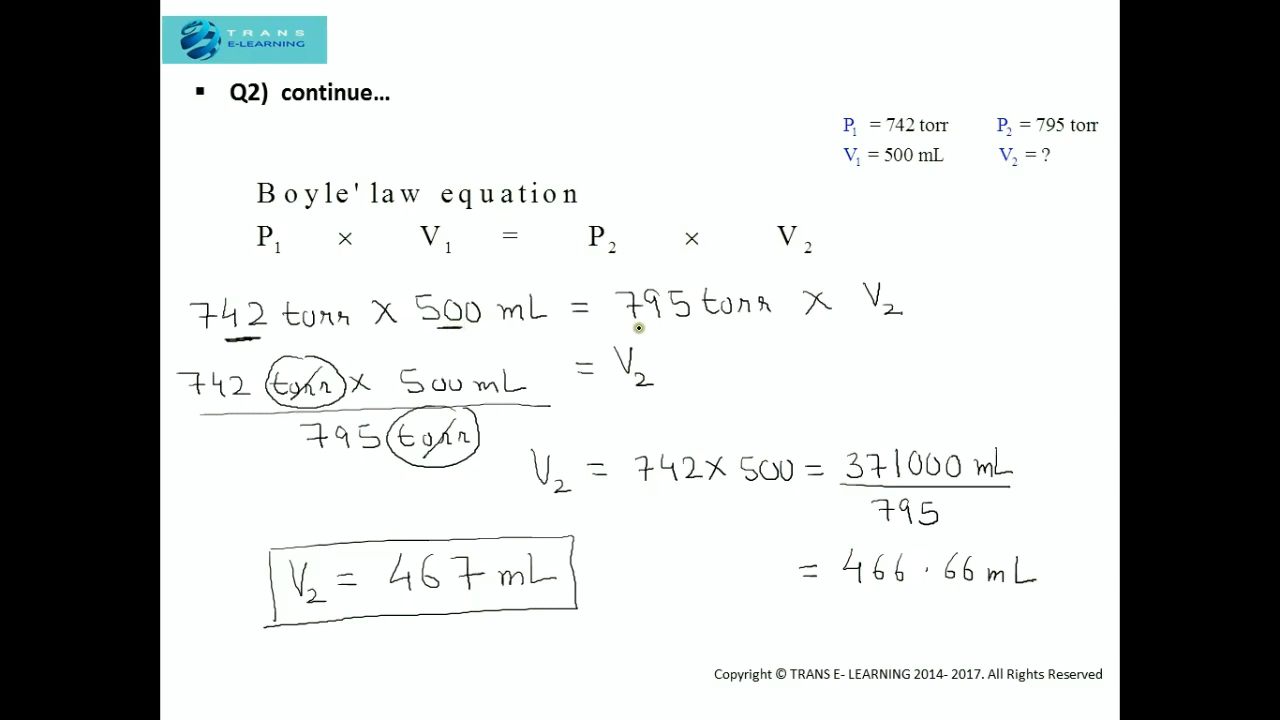 TRANS
E-LEARNING
▪ Q2) continue...
P₁ = 742 torr P₂ = 795 torr
V₁ = 500 mL V₂ = ?
Boyle' law equation
P₁ × V₁ = P₂ × V₂
742 torr × 500 mL = 795 torr × V₂
742 torr × 500 mL = V₂
795 torr
V₂ = 742 × 500 = 371000 mL
795
= 466.66 mL
V₂ = 467 mL
Copyright © TRANS E- LEARNING 2014- 2017. All Rights Reserved